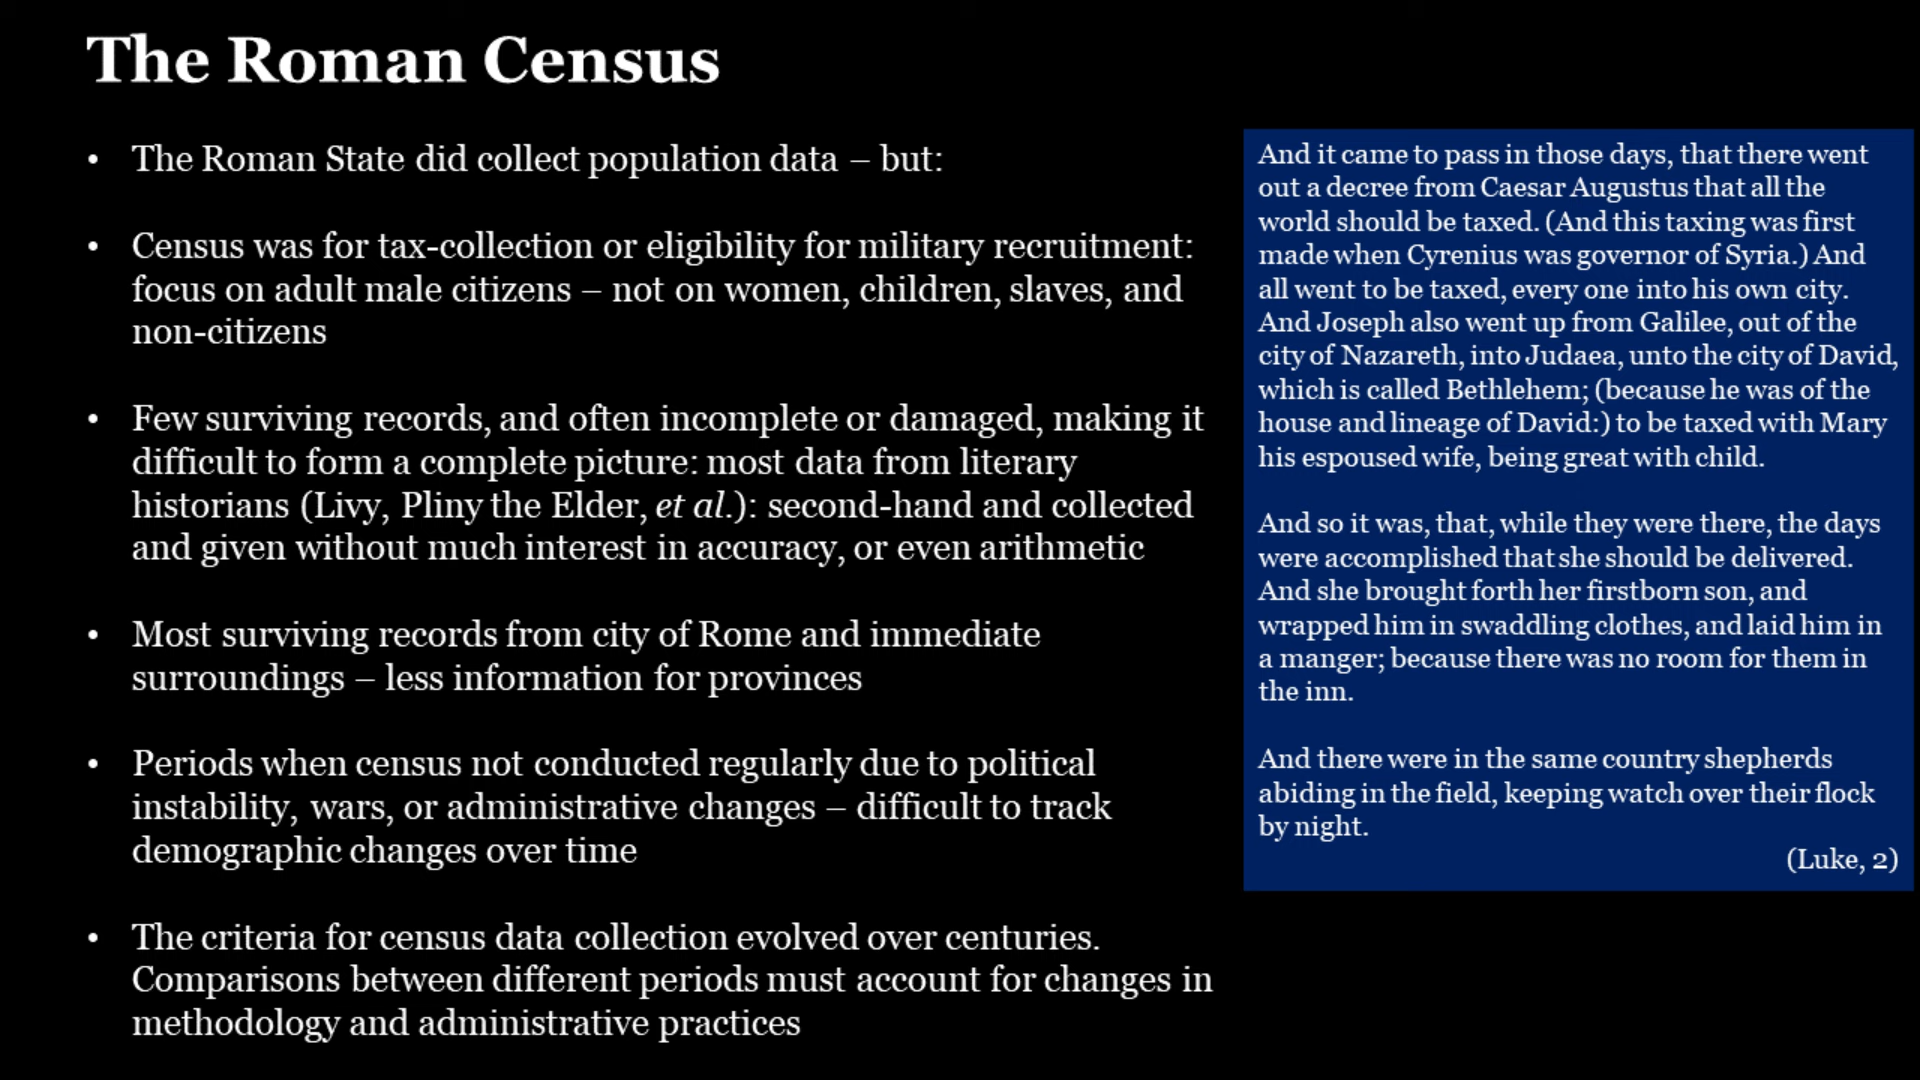 The Roman Census
• The Roman State did collect population data – but:
• Census was for tax-collection or eligibility for military recruitment:
focus on adult male citizens – not on women, children, slaves, and
non-citizens
• Few surviving records, and often incomplete or damaged, making it
difficult to form a complete picture: most data from literary
historians (Livy, Pliny the Elder, et al.): second-hand and collected
and given without much interest in accuracy, or even arithmetic
• Most surviving records from city of Rome and immediate
surroundings – less information for provinces
• Periods when census not conducted regularly due to political
instability, wars, or administrative changes – difficult to track
demographic changes over time
• The criteria for census data collection evolved over centuries.
Comparisons between different periods must account for changes in
methodology and administrative practices
And it came to pass in those days, that there went
out a decree from Caesar Augustus that all the
world should be taxed. (And this taxing was first
made when Cyrenius was governor of Syria.) And
all went to be taxed, every one into his own city.
And Joseph also went up from Galilee, out of the
city of Nazareth, into Judaea, unto the city of David,
which is called Bethlehem; (because he was of the
house and lineage of David:) to be taxed with Mary
his espoused wife, being great with child.
And so it was, that, while they were there, the days
were accomplished that she should be delivered.
And she brought forth her firstborn son, and
wrapped him in swaddling clothes, and laid him in
a manger; because there was no room for them in
the inn.
And there were in the same country shepherds
abiding in the field, keeping watch over their flock
by night.
(Luke, 2)